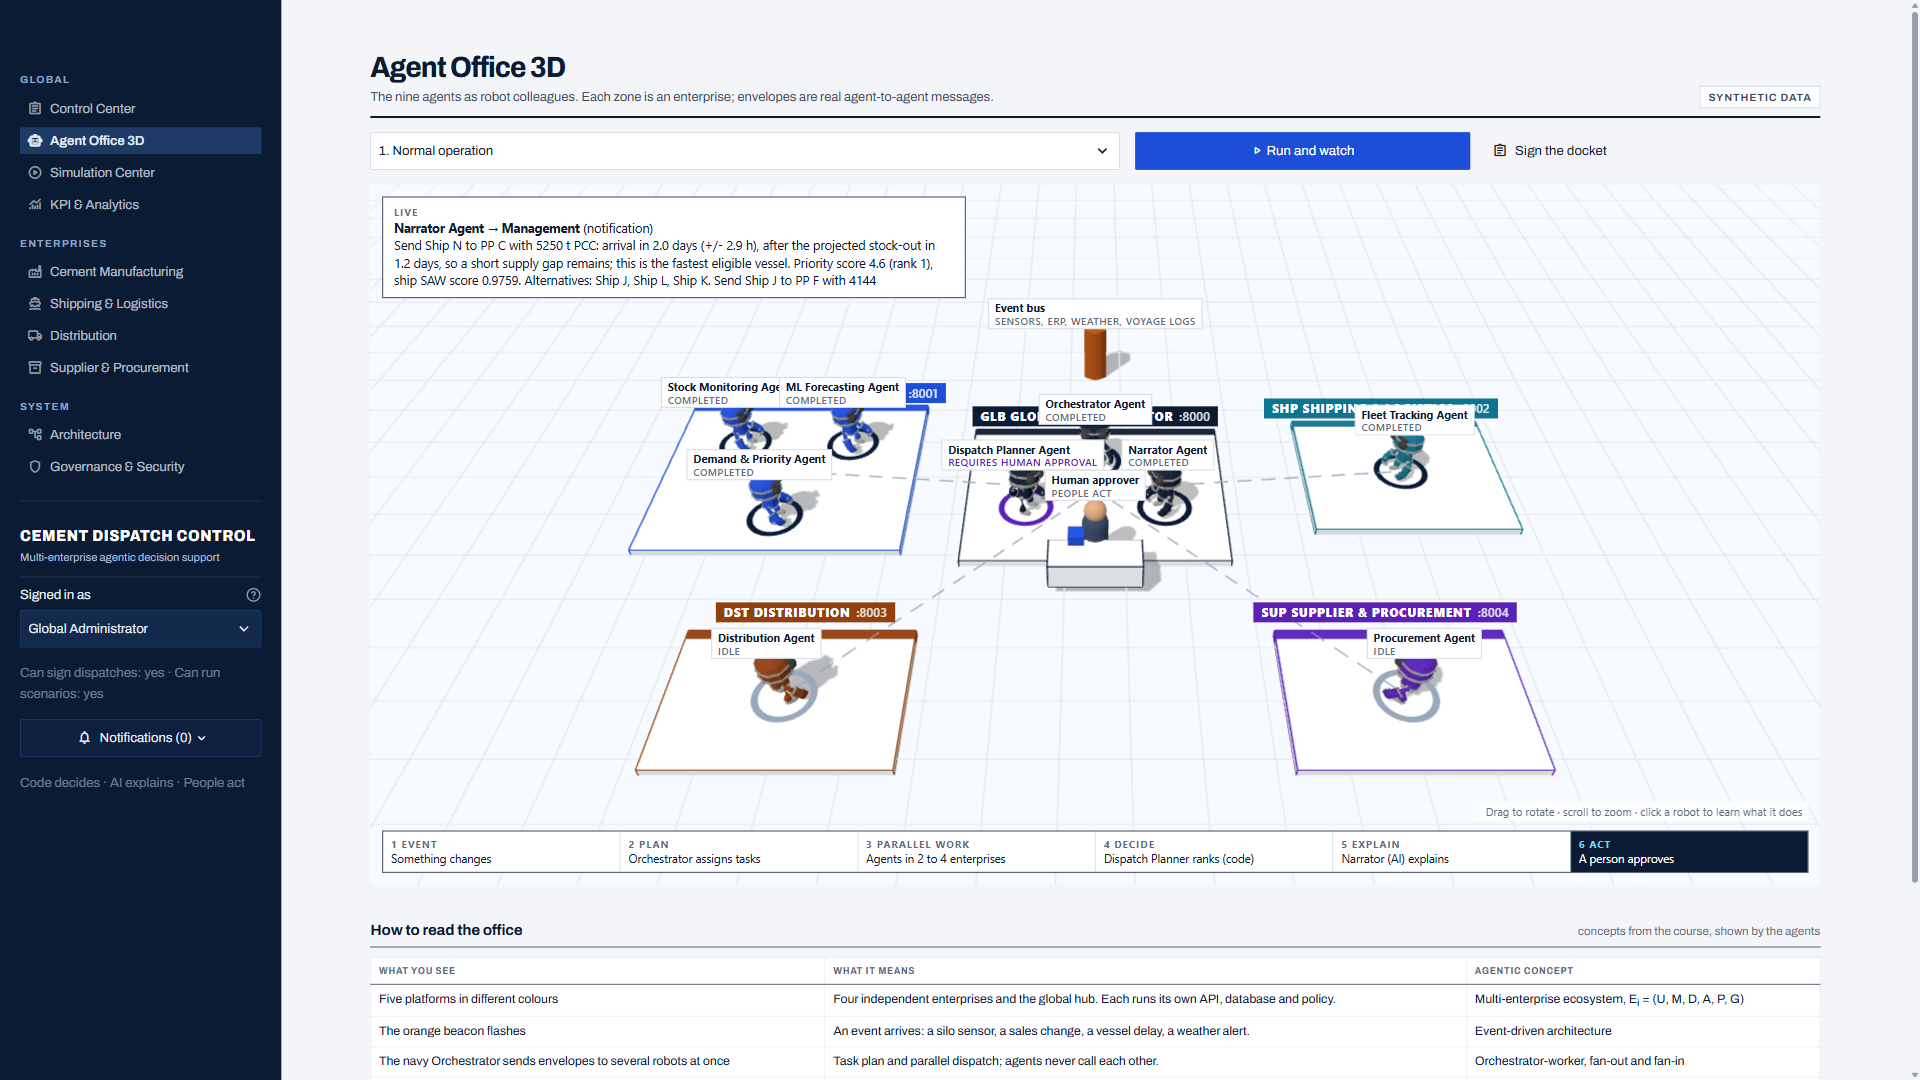 GLOBAL
Control Center
Agent Office 3D
Simulation Center
KPI & Analytics
ENTERPRISES
Cement Manufacturing
Shipping & Logistics
Distribution
Supplier & Procurement
SYSTEM
Architecture
Governance & Security
CEMENT DISPATCH CONTROL
Multi-enterprise agentic decision support
Signed in as
Global Administrator
Can sign dispatches: yes · Can run
scenarios: yes
Notifications (0)
Code decides · AI explains · People act
Agent Office 3D
The nine agents as robot colleagues. Each zone is an enterprise; envelopes are real agent-to-agent messages.
SYNTHETIC DATA
1. Normal operation
Run and watch
Sign the docket
LIVE
Narrator Agent → Management (notification)
Send Ship N to PP C with 5250 t PCC: arrival in 2.0 days (+/- 2.9 h), after the projected stock-out in
1.2 days, so a short supply gap remains; this is the fastest eligible vessel. Priority score 4.6 (rank 1),
ship SAW score 0.9759. Alternatives: Ship J, Ship L, Ship K. Send Ship J to PP F with 4144
Event bus
SENSORS, ERP, WEATHER, VOYAGE LOGS
Stock Monitoring Age
COMPLETED
ML Forecasting Agent
COMPLETED
:8001
Demand & Priority Agent
COMPLETED
GLB GLO
TOR :8000
Orchestrator Agent
COMPLETED
Dispatch Planner Agent
REQUIRES HUMAN APPROVAL
Narrator Agent
COMPLETED
Human approver
PEOPLE ACT
SHP SHIPPIN
02
Fleet Tracking Agent
COMPLETED
DST DISTRIBUTION :8003
Distribution Agent
IDLE
SUP SUPPLIER & PROCUREMENT :8004
Procurement Agent
IDLE
Drag to rotate · scroll to zoom · click a robot to learn what it does
1 EVENT
Something changes
2 PLAN
Orchestrator assigns tasks
3 PARALLEL WORK
Agents in 2 to 4 enterprises
4 DECIDE
Dispatch Planner ranks (code)
5 EXPLAIN
Narrator (AI) explains
6 ACT
A person approves
How to read the office
concepts from the course, shown by the agents
WHAT YOU SEE
WHAT IT MEANS
AGENTIC CONCEPT
Five platforms in different colours
Four independent enterprises and the global hub. Each runs its own API, database and policy.
Multi-enterprise ecosystem, Ei = (U, M, D, A, P, G)
The orange beacon flashes
An event arrives: a silo sensor, a sales change, a vessel delay, a weather alert.
Event-driven architecture
The navy Orchestrator sends envelopes to several robots at once
Task plan and parallel dispatch; agents never call each other.
Orchestrator-worker, fan-out and fan-in